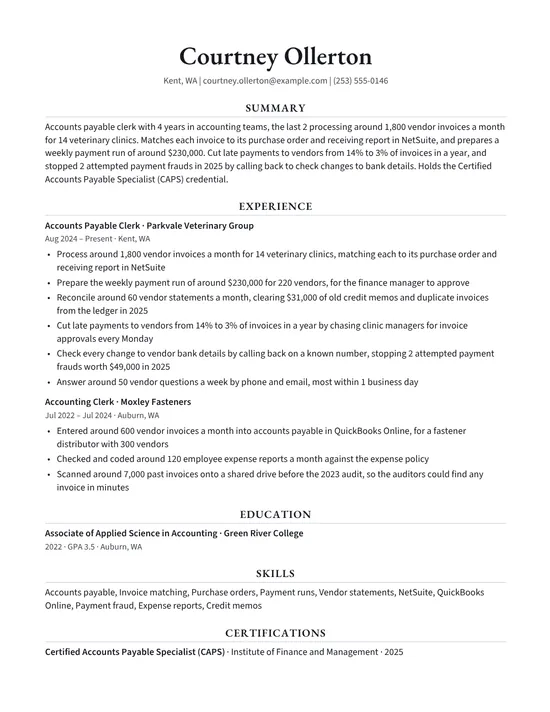 Courtney Ollerton
Kent, WA | courtney.ollerton@example.com | (253) 555-0146
SUMMARY
Accounts payable clerk with 4 years in accounting teams, the last 2 processing around 1,800 vendor invoices a month
for 14 veterinary clinics. Matches each invoice to its purchase order and receiving report in NetSuite, and prepares a
weekly payment run of around $230,000. Cut late payments to vendors from 14% to 3% of invoices in a year, and
stopped 2 attempted payment frauds in 2025 by calling back to check changes to bank details. Holds the Certified
Accounts Payable Specialist (CAPS) credential.
EXPERIENCE
Accounts Payable Clerk · Parkvale Veterinary Group
Aug 2024 – Present · Kent, WA
• Process around 1,800 vendor invoices a month for 14 veterinary clinics, matching each to its purchase order and
receiving report in NetSuite
• Prepare the weekly payment run of around $230,000 for 220 vendors, for the finance manager to approve
• Reconcile around 60 vendor statements a month, clearing $31,000 of old credit memos and duplicate invoices
from the ledger in 2025
• Cut late payments to vendors from 14% to 3% of invoices in a year by chasing clinic managers for invoice
approvals every Monday
• Check every change to vendor bank details by calling back on a known number, stopping 2 attempted payment
frauds worth $49,000 in 2025
• Answer around 50 vendor questions a week by phone and email, most within 1 business day
Accounting Clerk · Moxley Fasteners
Jul 2022 – Jul 2024 · Auburn, WA
• Entered around 600 vendor invoices a month into accounts payable in QuickBooks Online, for a fastener
distributor with 300 vendors
• Checked and coded around 120 employee expense reports a month against the expense policy
• Scanned around 7,000 past invoices onto a shared drive before the 2023 audit, so the auditors could find any
invoice in minutes
EDUCATION
Associate of Applied Science in Accounting · Green River College
2022 · GPA 3.5 · Auburn, WA
SKILLS
Accounts payable, Invoice matching, Purchase orders, Payment runs, Vendor statements, NetSuite, QuickBooks
Online, Payment fraud, Expense reports, Credit memos
CERTIFICATIONS
Certified Accounts Payable Specialist (CAPS) · Institute of Finance and Management · 2025